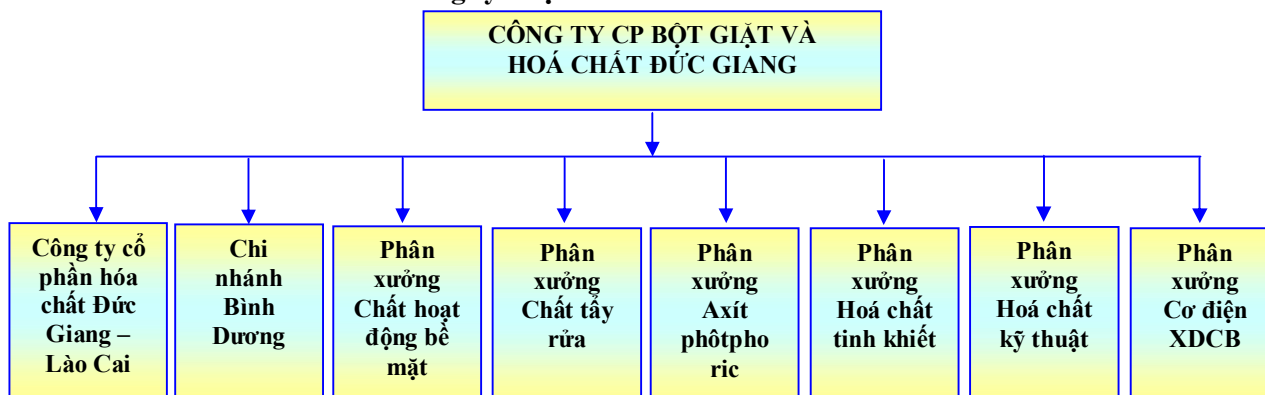 CÔNG TY CP BỘT GIẶT VÀ
HOÁ CHẤT ĐỨC GIANG
Công ty cổ
phần hóa
chất Đức
Giang –
Lào Cai
Chi
nhánh
Bình
Dương
Phân
xưởng
Chất hoạt
động bề
mặt
Phân
xưởng
Chất tẩy
rửa
Phân
xưởng
Axít
phôtpho
ric
Phân
xưởng
Hoá chất
tinh khiết
Phân
xưởng
Hoá chất
kỹ thuật
Phân
xưởng
Cơ điện
XDCB